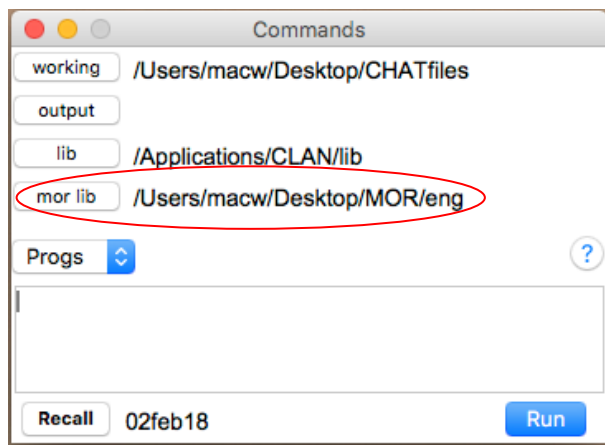 Commands
working /Users/macw/Desktop/CHATfiles
output
lib /Applications/CLAN/lib
mor lib /Users/macw/Desktop/MOR/eng
Progs ?
Recall 02feb18 Run